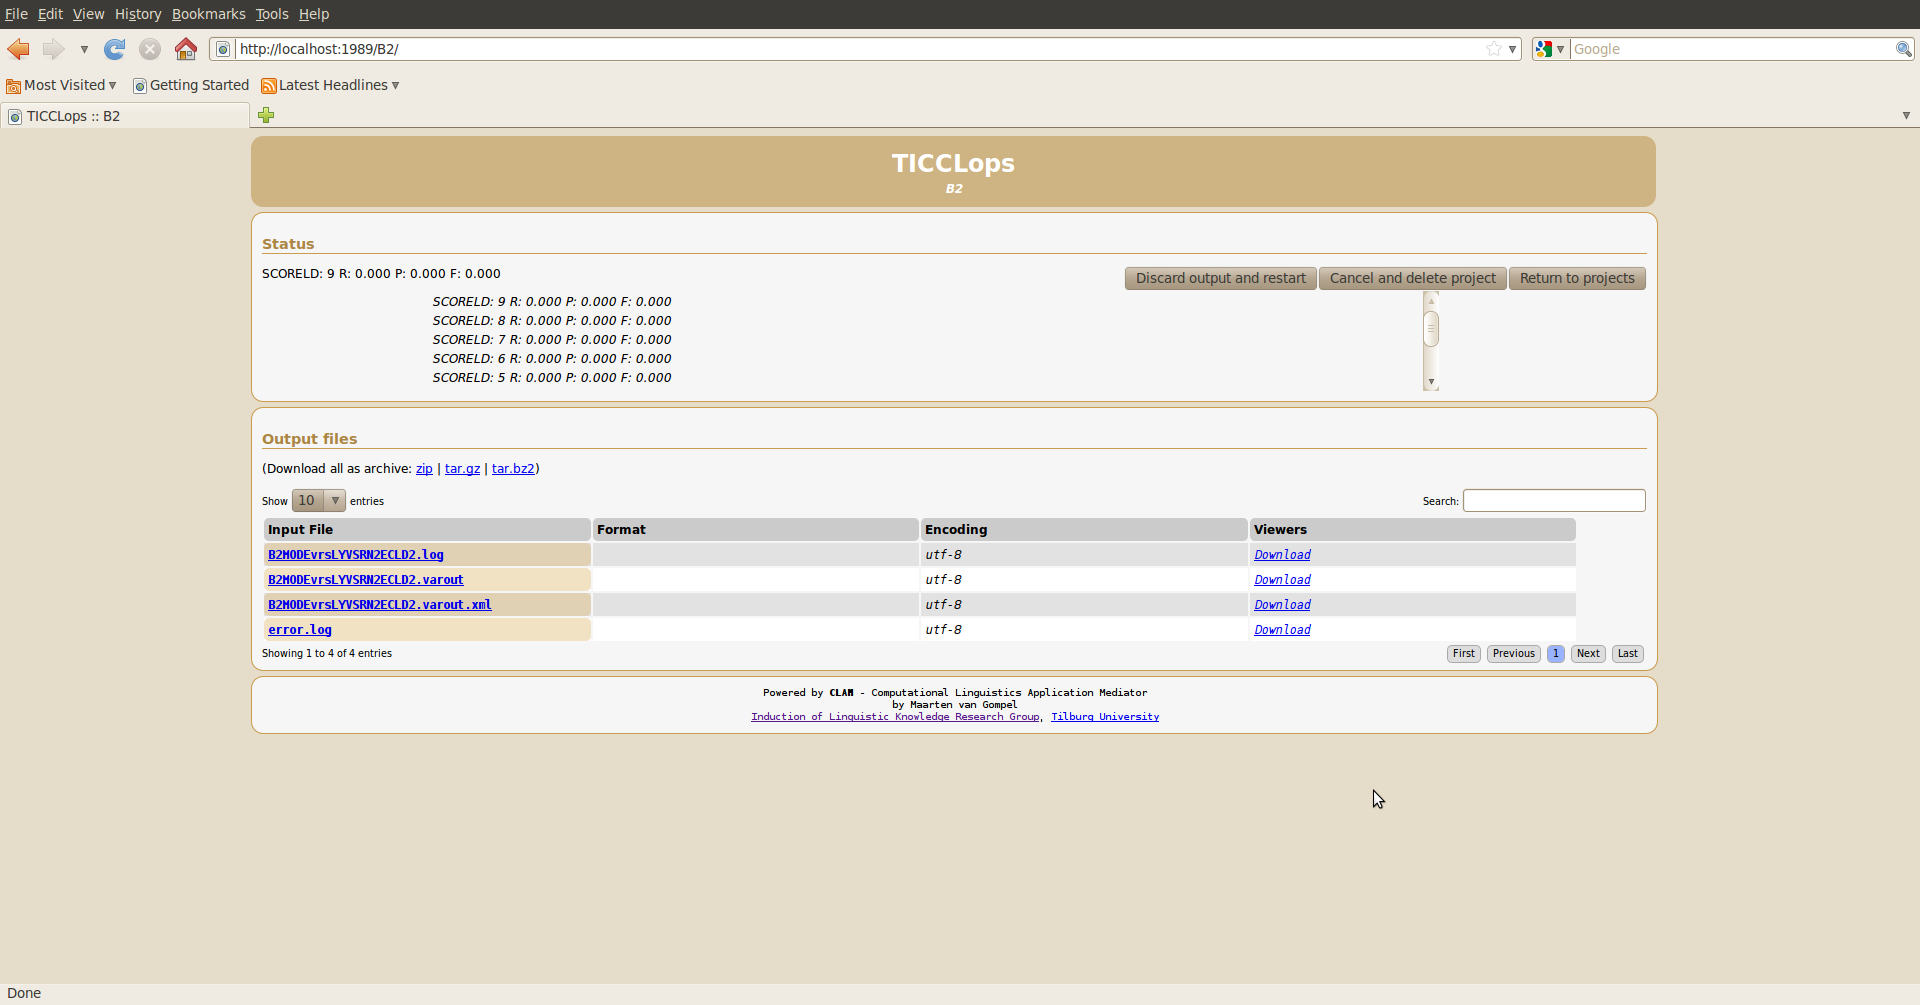 File Edit View History Bookmarks Tools Help
http://localhost:1989/B2/
Google
Most Visited Getting Started Latest Headlines
TICCLops :: B2
TICCLops
B2
Status
SCORELD: 9 R: 0.000 P: 0.000 F: 0.000
Discard output and restart Cancel and delete project Return to projects
SCORELD: 9 R: 0.000 P: 0.000 F: 0.000
SCORELD: 8 R: 0.000 P: 0.000 F: 0.000
SCORELD: 7 R: 0.000 P: 0.000 F: 0.000
SCORELD: 6 R: 0.000 P: 0.000 F: 0.000
SCORELD: 5 R: 0.000 P: 0.000 F: 0.000
Output files
(Download all as archive: zip | tar.gz | tar.bz2)
Show 10 entries
Search:
Input File Format Encoding Viewers
B2MODEvrsLYVSRN2ECLD2.log utf-8 Download
B2MODEvrsLYVSRN2ECLD2.varout utf-8 Download
B2MODEvrsLYVSRN2ECLD2.varout.xml utf-8 Download
error.log utf-8 Download
Showing 1 to 4 of 4 entries
First Previous 1 Next Last
Powered by CLAM - Computational Linguistics Application Mediator
by Maarten van Gompel
Induction of Linguistic Knowledge Research Group, Tilburg University
Done